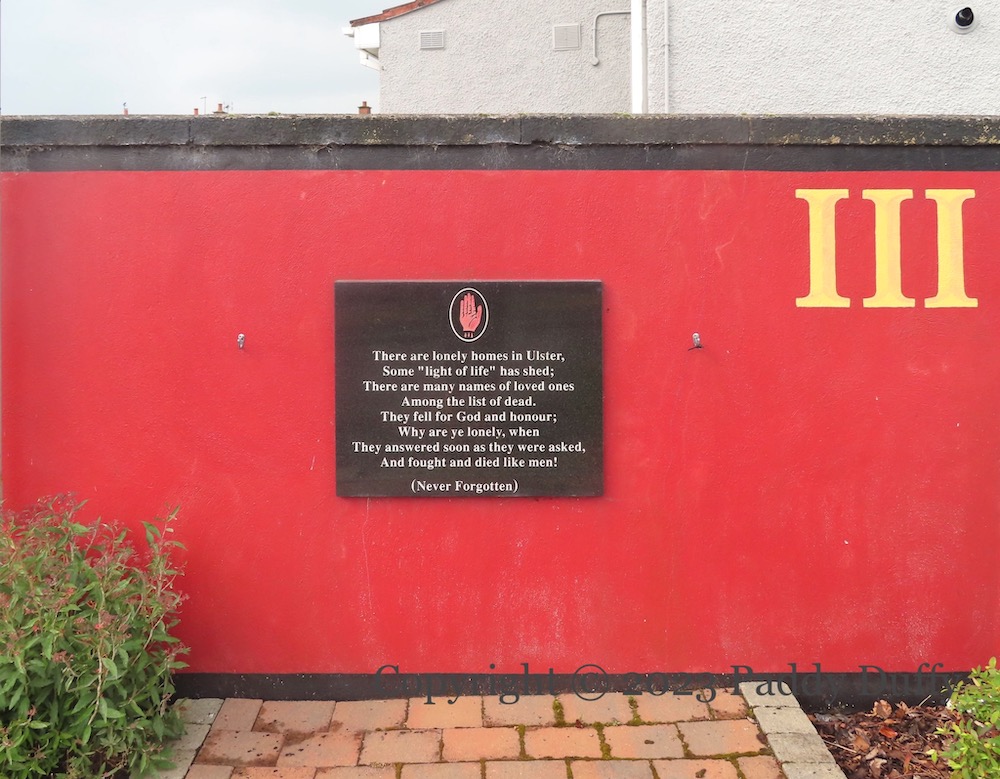 III
There are lonely homes in Ulster,
Some "light of life" has shed;
There are many names of loved ones
Among the list of dead.
They fell for God and honour;
Why are ye lonely, when
They answered soon as they were asked,
And fought and died like men!
(Never Forgotten)
Copyright © 2023 Paddy Duffy